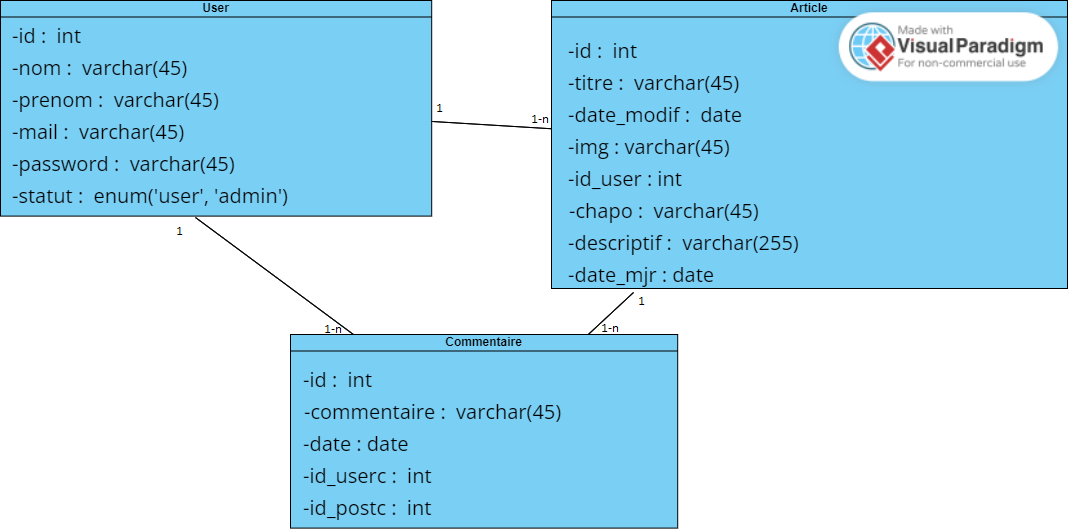 User
-id : int
-nom : varchar(45)
-prenom : varchar(45)
-mail : varchar(45)
-password : varchar(45)
-statut : enum('user', 'admin')
1
1-n
Article
-id : int
-titre : varchar(45)
-date_modif : date
-img : varchar(45)
-id_user : int
-chapo : varchar(45)
-descriptif : varchar(255)
-date_mjr : date
Made with
VisualParadigm
For non-commercial use
1
1-n
1
1-n
Commentaire
-id : int
-commentaire : varchar(45)
-date : date
-id_userc : int
-id_postc : int